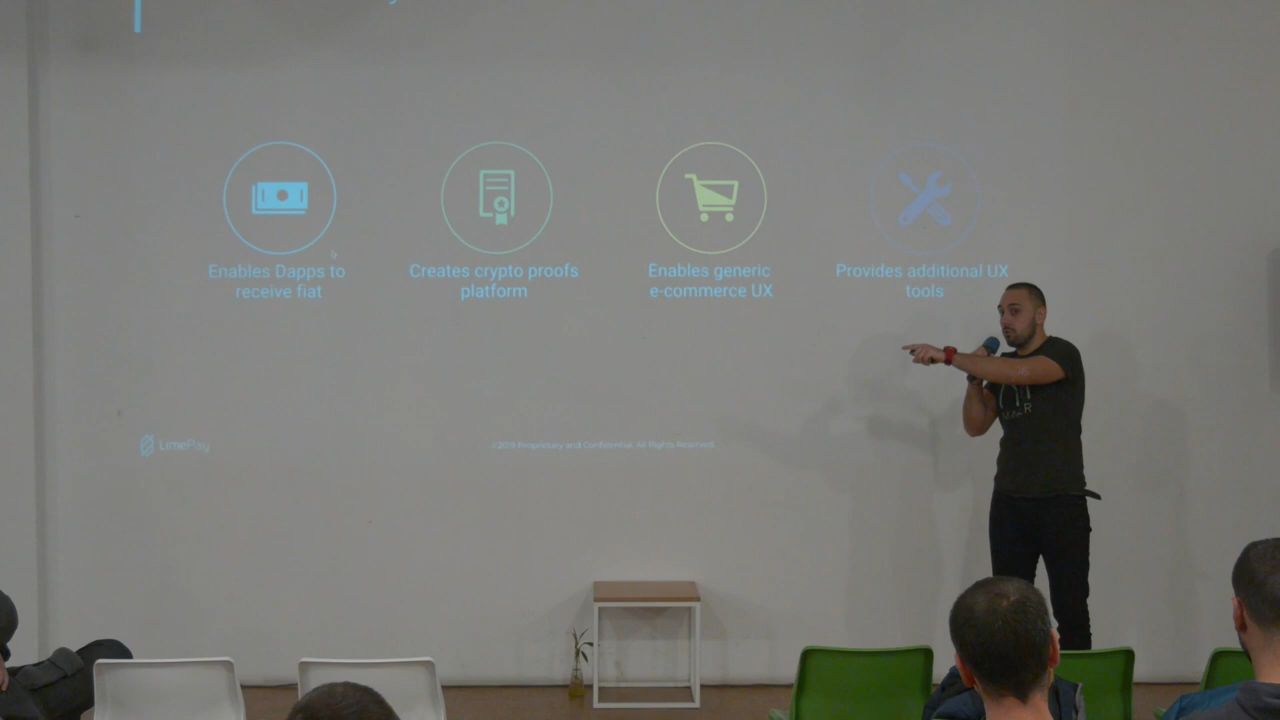 Enables Dapps to
receive fiat
Creates crypto proofs
platform
Enables generic
e-commerce UX
Provides additional UX
tools
LimePay
©2019 Proprietary and Confidential. All Rights Reserved.